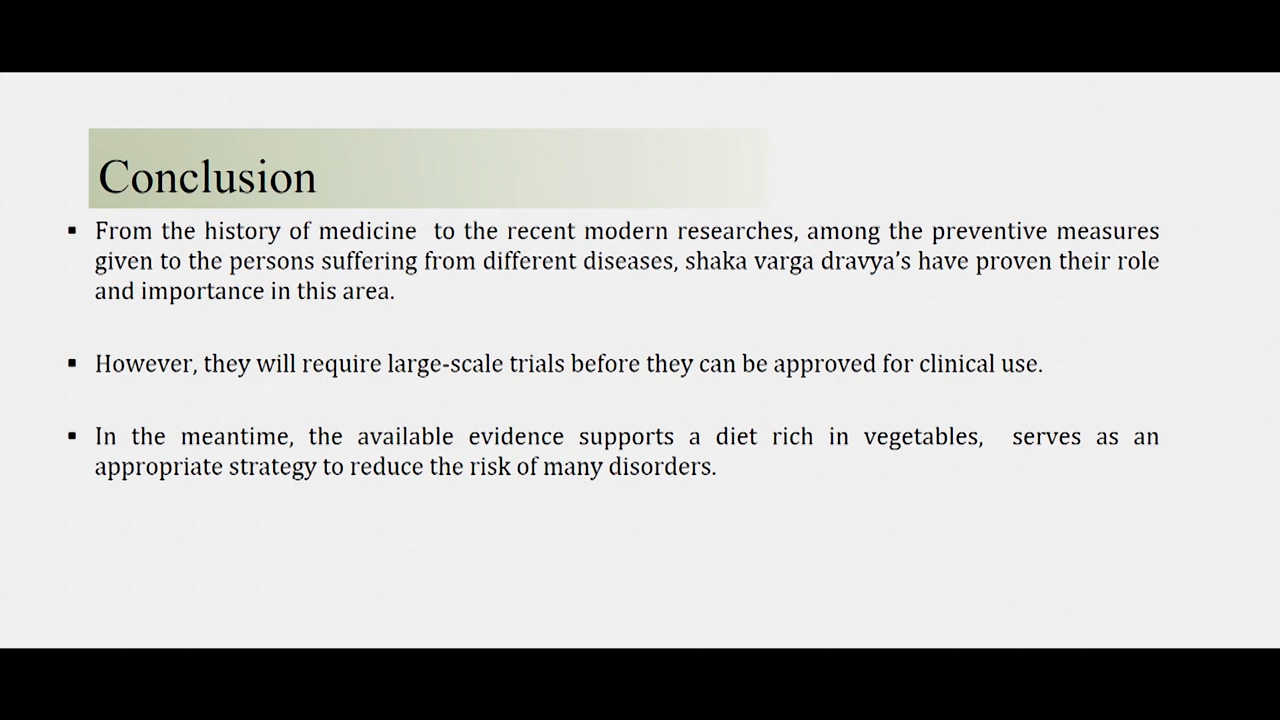 Conclusion
▪ From the history of medicine to the recent modern researches, among the preventive measures
given to the persons suffering from different diseases, shaka varga dravya’s have proven their role
and importance in this area.
▪ However, they will require large-scale trials before they can be approved for clinical use.
▪ In the meantime, the available evidence supports a diet rich in vegetables, serves as an
appropriate strategy to reduce the risk of many disorders.